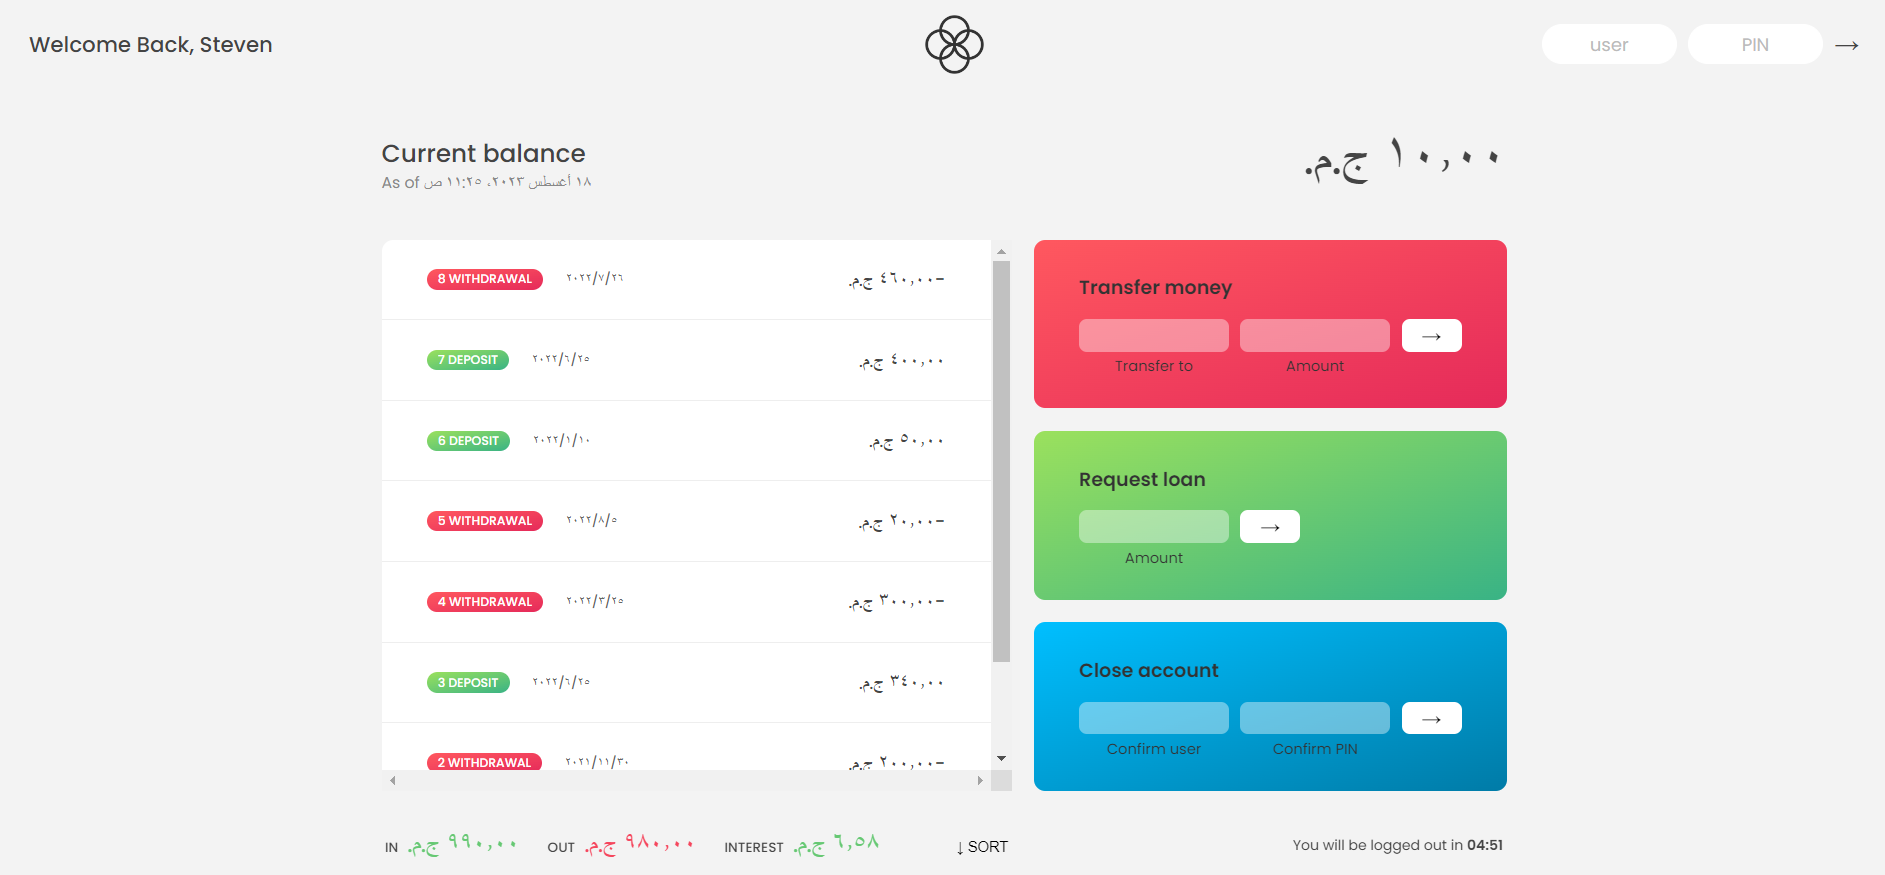 Welcome Back, Steven
user
PIN
→
Current balance
١٠,٠٠ ج.م.
As of ١٨ أغسطس ٢٠٢٣، ١١:٢٥ ص
8 WITHDRAWAL ٢٠٢٢/٧/٢٦ −٤٦٠,٠٠ ج.م.
7 DEPOSIT ٢٠٢٢/٦/٢٥ ٤٠٠,٠٠ ج.م.
6 DEPOSIT ٢٠٢٢/١/١٠ ٥٠,٠٠ ج.م.
5 WITHDRAWAL ٢٠٢٢/٨/٥ −٢٠,٠٠ ج.م.
4 WITHDRAWAL ٢٠٢٢/٣/٢٥ −٣٠٠,٠٠ ج.م.
3 DEPOSIT ٢٠٢٢/٦/٢٥ ٣٤٠,٠٠ ج.م.
2 WITHDRAWAL ٢٠٢١/١١/٣٠ −٢٠٠,٠٠ ج.م.
Transfer money
→
Transfer to
Amount
Request loan
→
Amount
Close account
→
Confirm user
Confirm PIN
IN ٩٩٠,٠٠ ج.م.
OUT ٩٨٠,٠٠ ج.م.
INTEREST ٦,٥٨ ج.م.
↓ SORT
You will be logged out in 04:51